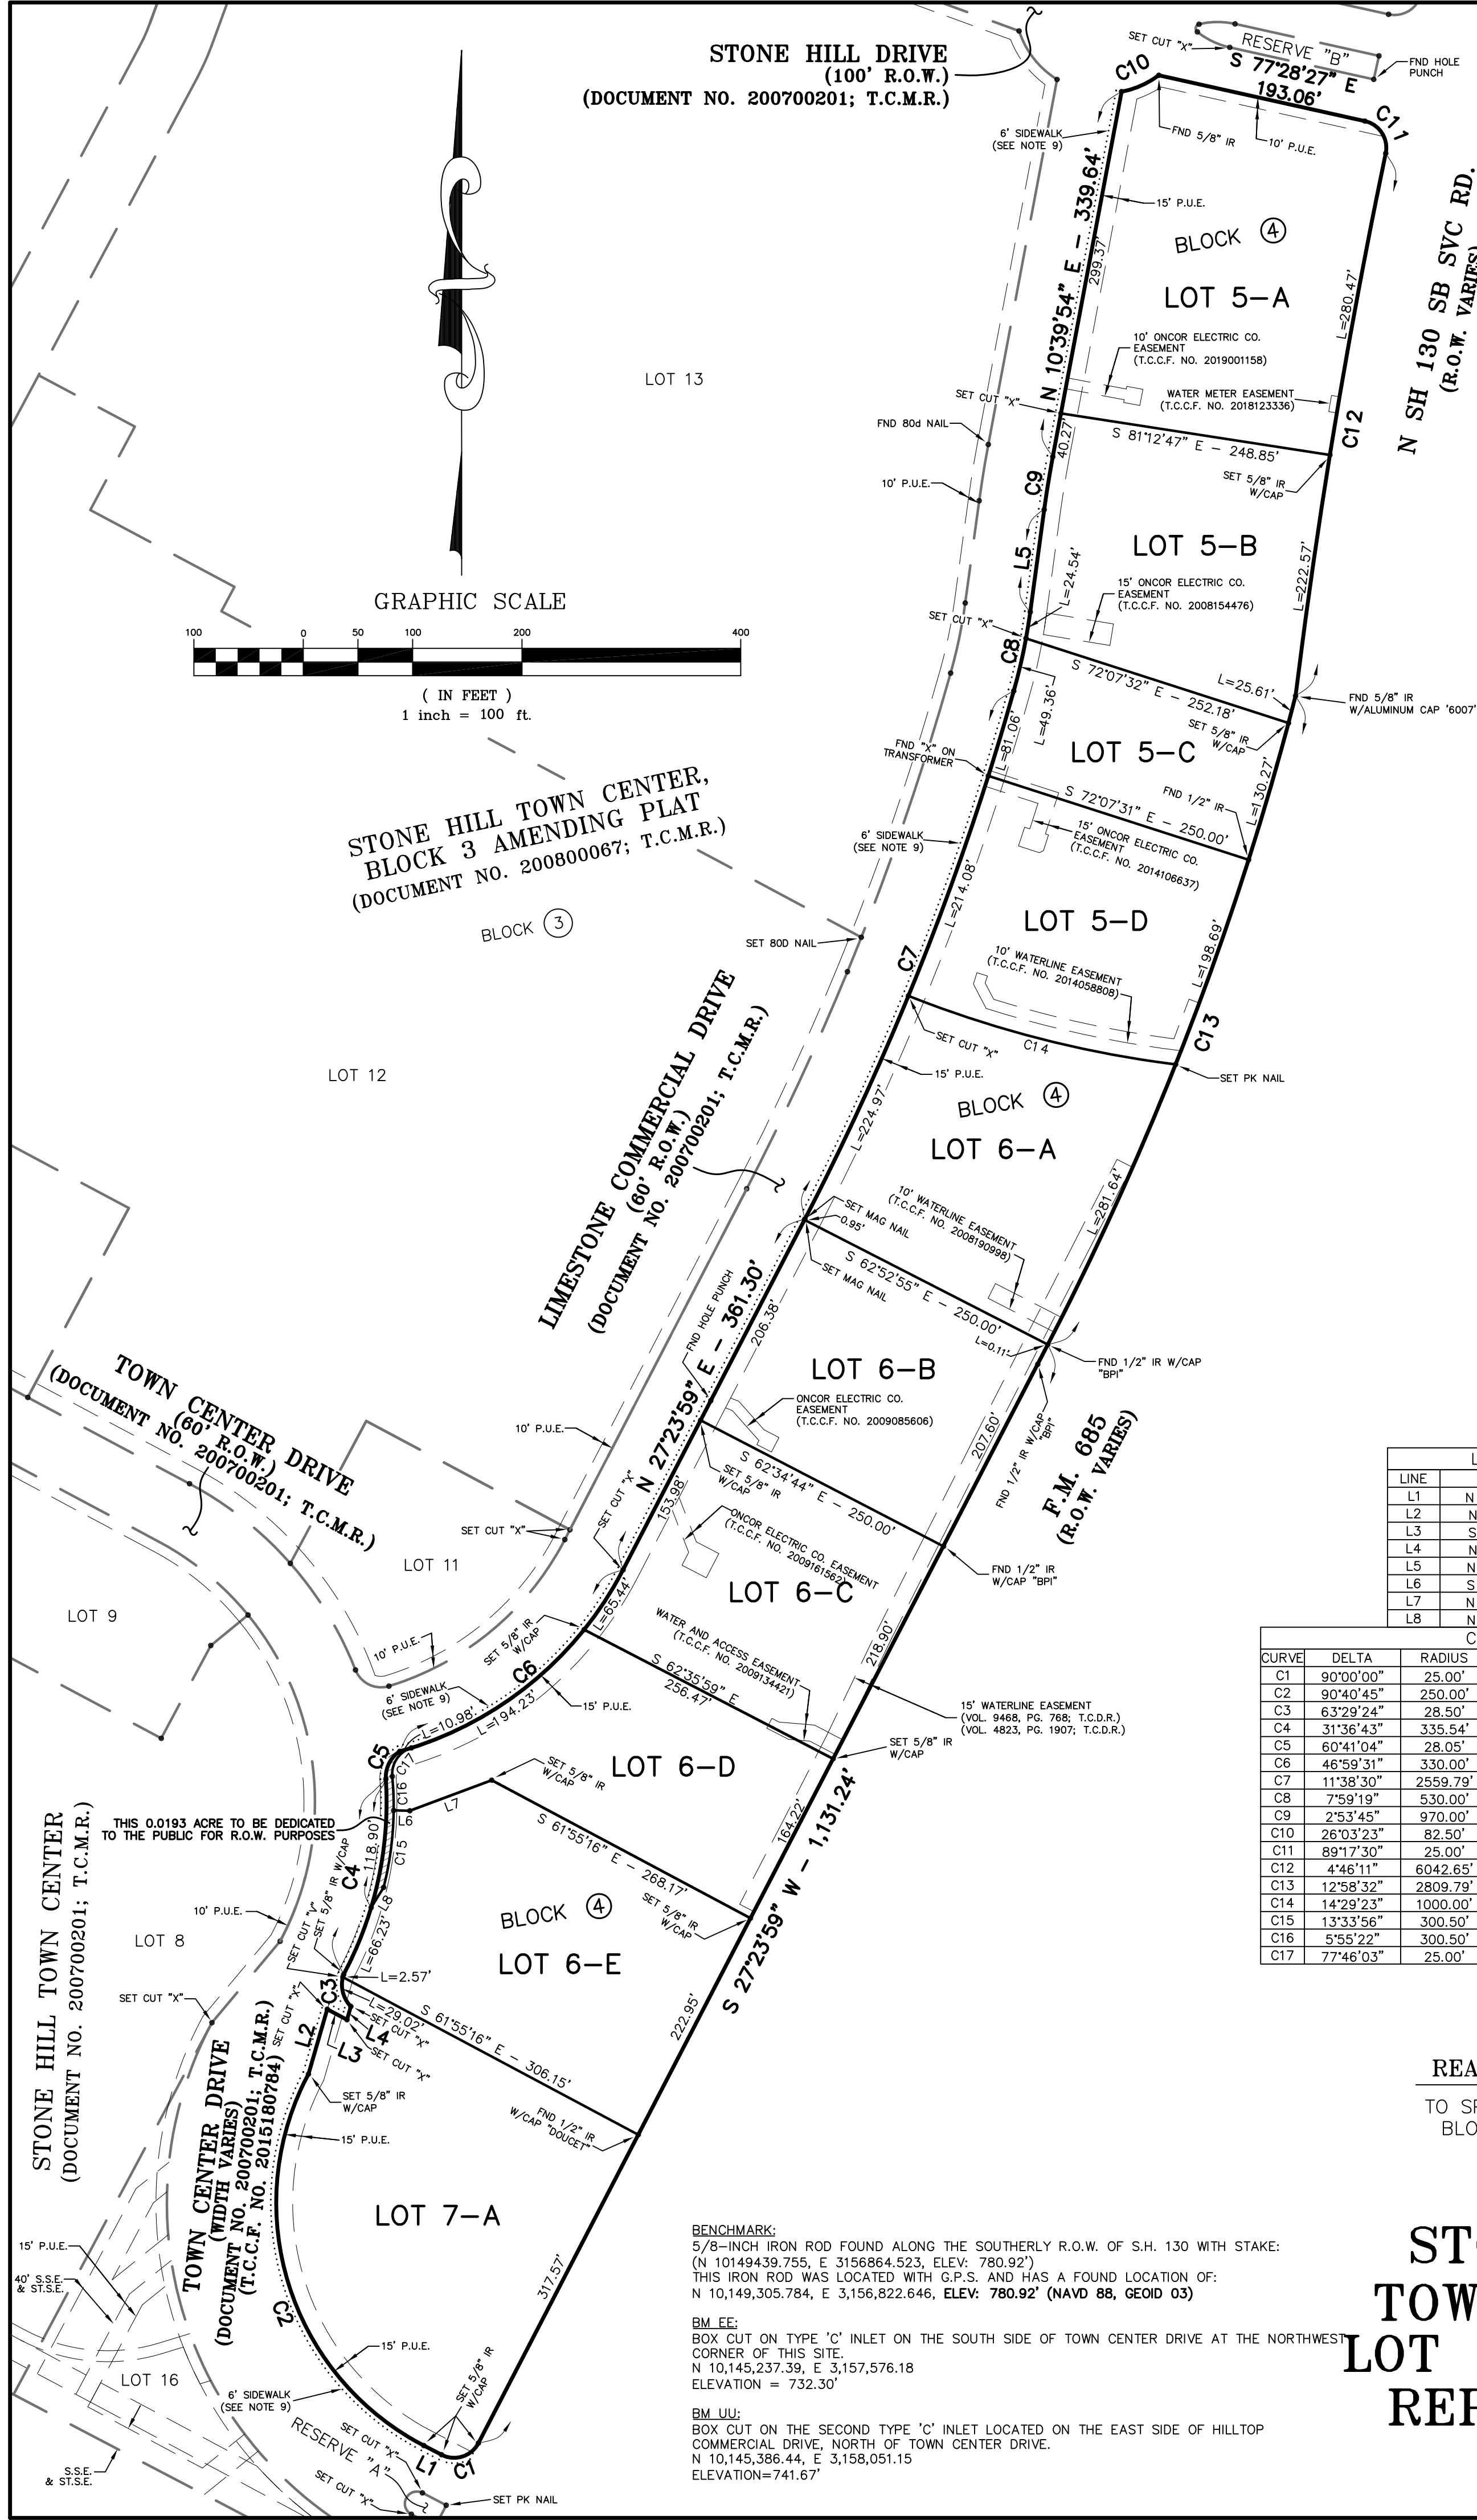 STONE HILL DRIVE
(100' R.O.W.)
(DOCUMENT NO. 200700201; T.C.M.R.)
SET CUT "X"
RESERVE "B"
FND HOLE
PUNCH
S 77°28'27" E
193.06'
C10
C11
FND 5/8" IR
10' P.U.E.
6' SIDEWALK
(SEE NOTE 9)
15' P.U.E.
N 10°39'54" E - 339.64'
299.37'
BLOCK 4
LOT 5-A
L=280.47'
N SH 130 SB SVC RD.
(R.O.W. VARIES)
10' ONCOR ELECTRIC CO.
EASEMENT
(T.C.C.F. NO. 2019001158)
WATER METER EASEMENT
(T.C.C.F. NO. 2018123336)
LOT 13
SET CUT "X"
FND 80d NAIL
40.27'
S 81°12'47" E - 248.85'
C12
SET 5/8" IR
W/CAP
10' P.U.E.
C9
LOT 5-B
L5
L=24.54'
15' ONCOR ELECTRIC CO.
EASEMENT
(T.C.C.F. NO. 2008154476)
L=222.57'
GRAPHIC SCALE
100 0 50 100 200 400
( IN FEET )
1 inch = 100 ft.
SET CUT "X"
C8
S 72°07'32" E - 252.18'
L=25.61'
FND 5/8" IR
W/ALUMINUM CAP '6007'
SET 5/8" IR
W/CAP
L=49.36'
L=81.06'
LOT 5-C
FND "X" ON
TRANSFORMER
FND 1/2" IR
L=130.27'
S 72°07'31" E - 250.00'
STONE HILL TOWN CENTER,
BLOCK 3 AMENDING PLAT
(DOCUMENT NO. 200800067; T.C.M.R.)
BLOCK 3
6' SIDEWALK
(SEE NOTE 9)
15' ONCOR ELECTRIC CO.
EASEMENT
(T.C.C.F. NO. 2014106637)
L=214.08'
LOT 5-D
SET 80D NAIL
C7
10' WATERLINE EASEMENT
(T.C.C.F. NO. 2014058808)
L=198.69'
C13
SET CUT "X"
C14
SET PK NAIL
15' P.U.E.
LIMESTONE COMMERCIAL DRIVE
(60' R.O.W.)
(DOCUMENT NO. 200700201; T.C.M.R.)
LOT 12
BLOCK 4
LOT 6-A
L=224.97'
L=281.64'
10' WATERLINE EASEMENT
(T.C.C.F. NO. 2008190998)
SET MAG NAIL
0.95'
SET MAG NAIL
S 62°52'55" E - 250.00'
L=0.11'
FND 1/2" IR W/CAP
"BPI"
FND HOLE PUNCH
206.38'
N 27°23'59" E - 361.30'
LOT 6-B
ONCOR ELECTRIC CO.
EASEMENT
(T.C.C.F. NO. 2009085606)
207.60'
FND 1/2" IR W/CAP
"BPI"
F.M. 685
(R.O.W. VARIES)
TOWN CENTER DRIVE
(60' R.O.W.)
(DOCUMENT NO. 200700201; T.C.M.R.)
10' P.U.E.
S 62°34'44" E - 250.00'
SET 5/8" IR
W/CAP
SET CUT "X"
153.98'
FND 1/2" IR
W/CAP "BPI"
SET CUT "X"
ONCOR ELECTRIC CO. EASEMENT
(T.C.C.F. NO. 2009161562)
LOT 6-C
LOT 11
LOT 9
L=65.44'
SET 5/8" IR
W/CAP
WATER AND ACCESS EASEMENT
(T.C.C.F. NO. 2009134421)
218.90'
10' P.U.E.
C6
S 62°35'59" E
256.47'
6' SIDEWALK
(SEE NOTE 9)
15' P.U.E.
15' WATERLINE EASEMENT
(VOL. 9468, PG. 768; T.C.D.R.)
(VOL. 4823, PG. 1907; T.C.D.R.)
L=10.98'
L=194.23'
SET 5/8" IR
W/CAP
C5
C17
SET 5/8" IR
W/CAP
LOT 6-D
C16
L6
L7
164.22'
THIS 0.0193 ACRE TO BE DEDICATED
TO THE PUBLIC FOR R.O.W. PURPOSES
S 61°55'16" E - 268.17'
118.90'
C15
C4
L8
SET 5/8" IR W/CAP
SET CUT "V"
SET 5/8" IR
W/CAP
S 27°23'59" W - 1,131.24'
STONE HILL TOWN CENTER
(DOCUMENT NO. 200700201; T.C.M.R.)
10' P.U.E.
LOT 8
BLOCK 4
LOT 6-E
L=66.23'
L=2.57'
C3
L=29.02'
SET CUT "X"
SET CUT "X"
L2
L4
SET CUT "X"
L3
SET CUT "X"
S 61°55'16" E - 306.15'
222.95'
SET 5/8" IR
W/CAP
FND 1/2" IR
W/CAP "DOUCET"
TOWN CENTER DRIVE
(WIDTH VARIES)
(DOCUMENT NO. 200700201; T.C.M.R.)
(T.C.C.F. NO. 2015180784)
15' P.U.E.
LOT 7-A
15' P.U.E.
40' S.S.E.
& ST.S.E.
C2
317.57'
15' P.U.E.
LOT 16
6' SIDEWALK
(SEE NOTE 9)
SET 5/8" IR
W/CAP
RESERVE "A"
SET CUT "X"
L1
C1
S.S.E.
& ST.S.E.
SET CUT "X"
SET PK NAIL
L
LINE
L1 N
L2 N
L3 S
L4 N
L5 N
L6 S
L7 N
L8 N
C
CURVE DELTA RADIUS
C1 90°00'00" 25.00'
C2 90°40'45" 250.00'
C3 63°29'24" 28.50'
C4 31°36'43" 335.54'
C5 60°41'04" 28.05'
C6 46°59'31" 330.00'
C7 11°38'30" 2559.79'
C8 7°59'19" 530.00'
C9 2°53'45" 970.00'
C10 26°03'23" 82.50'
C11 89°17'30" 25.00'
C12 4°46'11" 6042.65'
C13 12°58'32" 2809.79'
C14 14°29'23" 1000.00'
C15 13°33'56" 300.50'
C16 5°55'22" 300.50'
C17 77°46'03" 25.00'
REA
TO SP
BLO
BENCHMARK:
5/8-INCH IRON ROD FOUND ALONG THE SOUTHERLY R.O.W. OF S.H. 130 WITH STAKE:
(N 10149439.755, E 3156864.523, ELEV: 780.92')
THIS IRON ROD WAS LOCATED WITH G.P.S. AND HAS A FOUND LOCATION OF:
N 10,149,305.784, E 3,156,822.646, ELEV: 780.92' (NAVD 88, GEOID 03)
BM EE:
BOX CUT ON TYPE 'C' INLET ON THE SOUTH SIDE OF TOWN CENTER DRIVE AT THE NORTHWEST
CORNER OF THIS SITE.
N 10,145,237.39, E 3,157,576.18
ELEVATION = 732.30'
BM UU:
BOX CUT ON THE SECOND TYPE 'C' INLET LOCATED ON THE EAST SIDE OF HILLTOP
COMMERCIAL DRIVE, NORTH OF TOWN CENTER DRIVE.
N 10,145,386.44, E 3,158,051.15
ELEVATION=741.67'
STO
TOW
LOT
REP